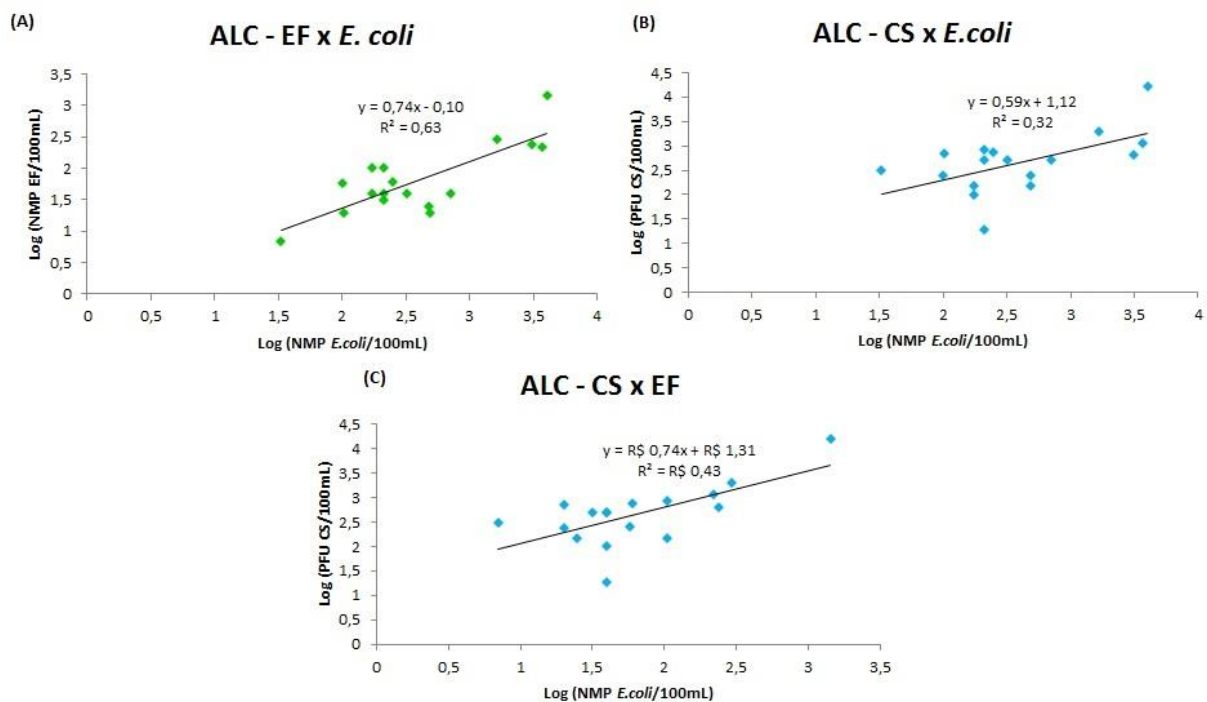 (A)
ALC - EF x E. coli
Log (NMP EF/100mL)
3,5
3
2,5
2
1,5
1
0,5
0
y = 0,74x - 0,10
R² = 0,63
0 0,5 1 1,5 2 2,5 3 3,5 4
Log (NMP E.coli/100mL)
(B)
ALC - CS x E.coli
Log (PFU CS/100mL)
4,5
4
3,5
3
2,5
2
1,5
1
0,5
0
y = 0,59x + 1,12
R² = 0,32
0 0,5 1 1,5 2 2,5 3 3,5 4
Log (NMP E.coli/100mL)
(C)
ALC - CS x EF
Log (PFU CS/100mL)
4,5
4
3,5
3
2,5
2
1,5
1
0,5
0
y = R$ 0,74x + R$ 1,31
R² = R$ 0,43
0 0,5 1 1,5 2 2,5 3 3,5
Log (NMP E.coli/100mL)